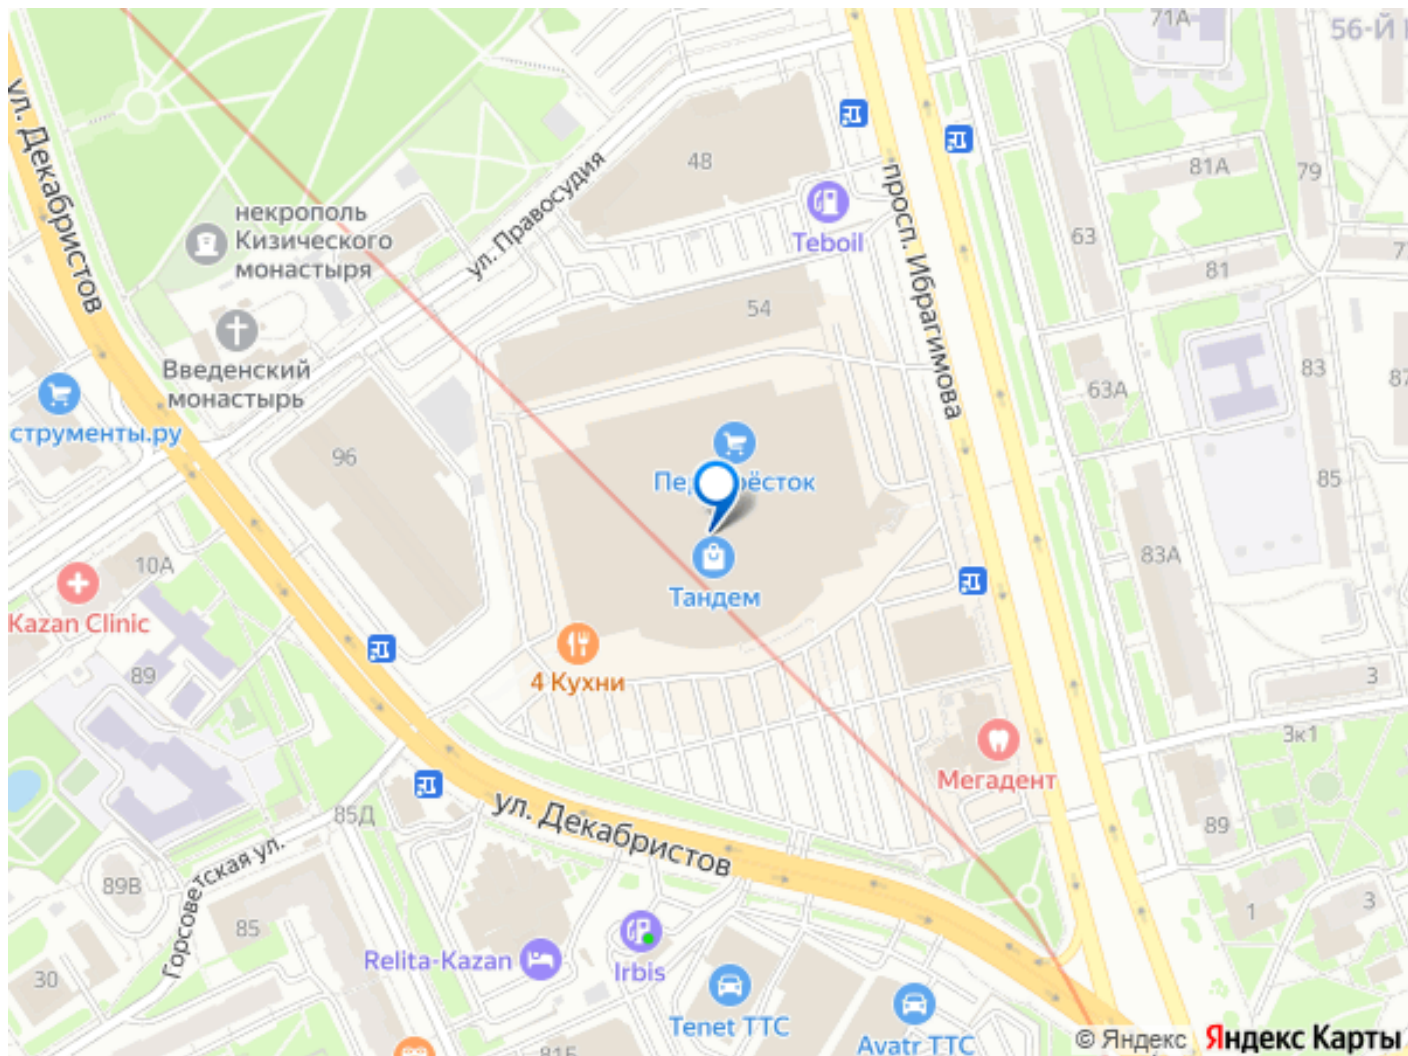 71А
56-Й
ул. Декабристов
48
ул. Правосудия
просп. Ибрагимова
81А
79
63
81
некрополь
Кизического
монастыря
Teboil
54
Введенский
монастырь
63А
83
струменты.ру
96
85
10А
83А
Kazan Clinic
Тандем
89
4 Кухни
3
3к1
Мегадент
85Д
ул. Декабристов
89
Горсоветская ул.
89В
85
1
3
30
Relita-Kazan
Irbis
Tenet ТТС
Avatr ТТС
81Б
© Яндекс
Яндекс Карты